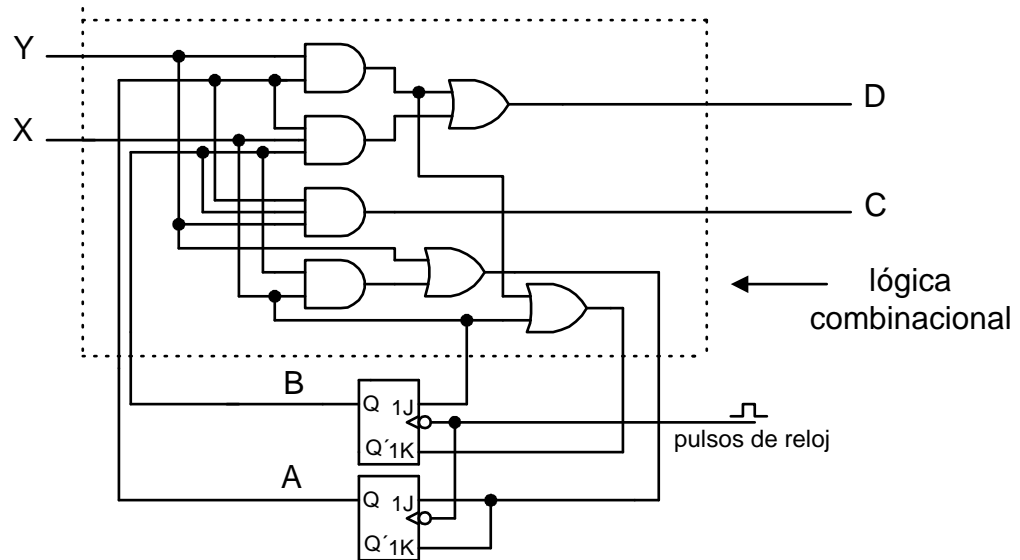 Y
D
X
C
lógica
combinacional
B
Q 1J
Q´ 1K
pulsos de reloj
A
Q 1J
Q´ 1K